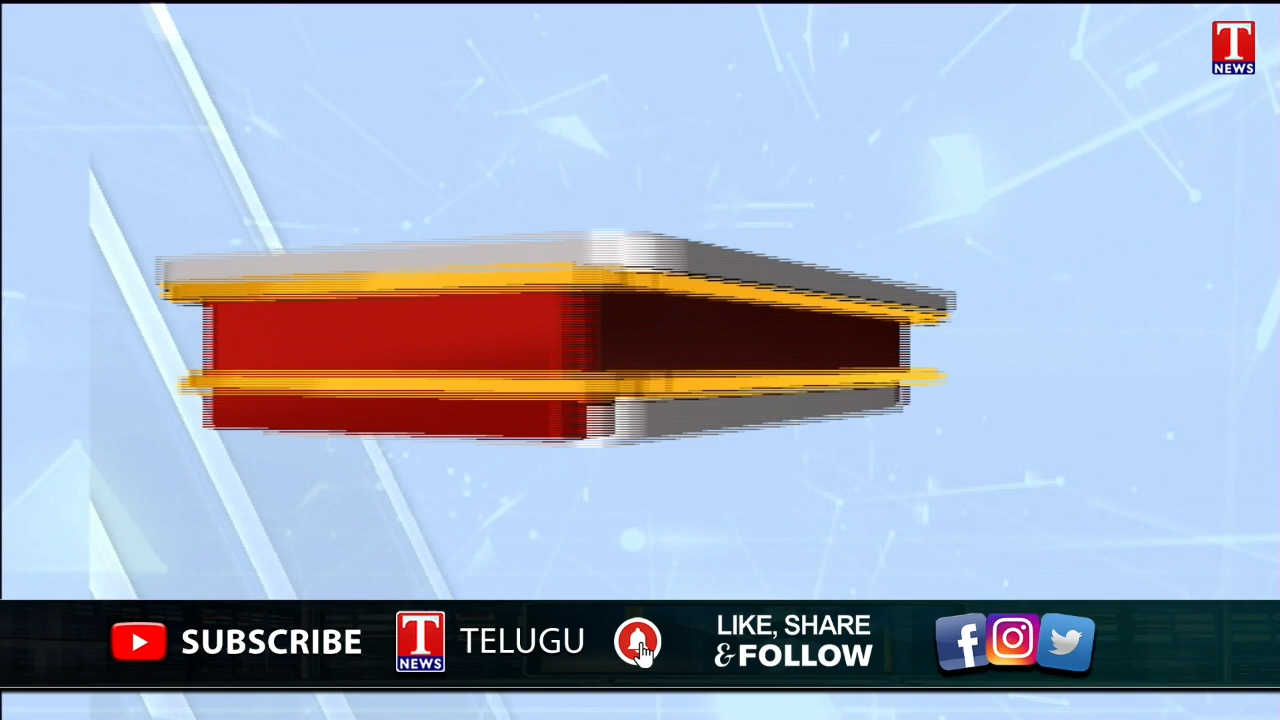 T
NEWS
SUBSCRIBE
T
NEWS
TELUGU
LIKE, SHARE
& FOLLOW
f